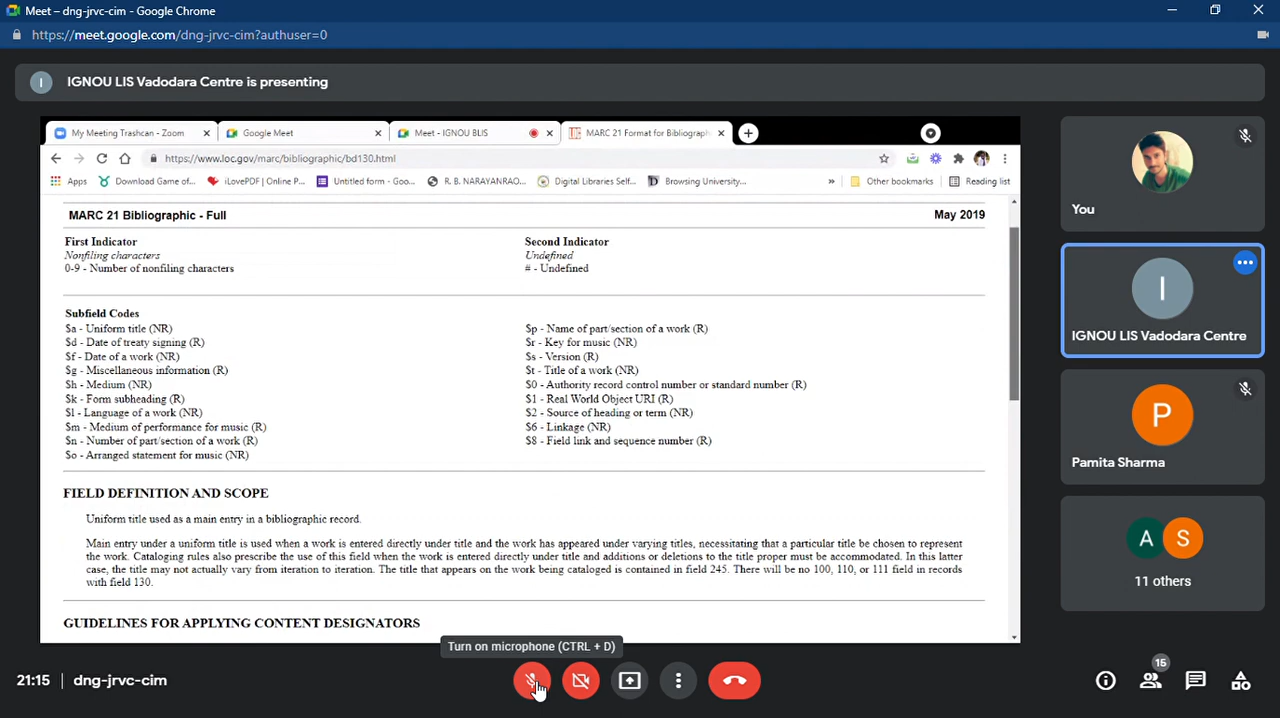 Meet – dng-jrvc-cim - Google Chrome
https://meet.google.com/dng-jrvc-cim?authuser=0
I IGNOU LIS Vadodara Centre is presenting
My Meeting Trashcan - Zoom
Google Meet
Meet - IGNOU BLIS
MARC 21 Format for Bibliograph
https://www.loc.gov/marc/bibliographic/bd130.html
Apps
Download Game of...
iLovePDF | Online P...
Untitled form - Goo...
R. B. NARAYANRAO...
Digital Libraries Self...
Browsing University...
»
Other bookmarks
Reading list
MARC 21 Bibliographic - Full
May 2019
First Indicator
Nonfiling characters
0-9 - Number of nonfiling characters
Second Indicator
Undefined
# - Undefined
Subfield Codes
$a - Uniform title (NR)
$d - Date of treaty signing (R)
$f - Date of a work (NR)
$g - Miscellaneous information (R)
$h - Medium (NR)
$k - Form subheading (R)
$l - Language of a work (NR)
$m - Medium of performance for music (R)
$n - Number of part/section of a work (R)
$o - Arranged statement for music (NR)
$p - Name of part/section of a work (R)
$r - Key for music (NR)
$s - Version (R)
$t - Title of a work (NR)
$0 - Authority record control number or standard number (R)
$1 - Real World Object URI (R)
$2 - Source of heading or term (NR)
$6 - Linkage (NR)
$8 - Field link and sequence number (R)
FIELD DEFINITION AND SCOPE
Uniform title used as a main entry in a bibliographic record.
Main entry under a uniform title is used when a work is entered directly under title and the work has appeared under varying titles, necessitating that a particular title be chosen to represent
the work. Cataloging rules also prescribe the use of this field when the work is entered directly under title and additions or deletions to the title proper must be accommodated. In this latter
case, the title may not actually vary from iteration to iteration. The title that appears on the work being cataloged is contained in field 245. There will be no 100, 110, or 111 field in records
with field 130.
GUIDELINES FOR APPLYING CONTENT DESIGNATORS
You
I
IGNOU LIS Vadodara Centre
P
Pamita Sharma
A S
11 others
Turn on microphone (CTRL + D)
21:15 | dng-jrvc-cim
15